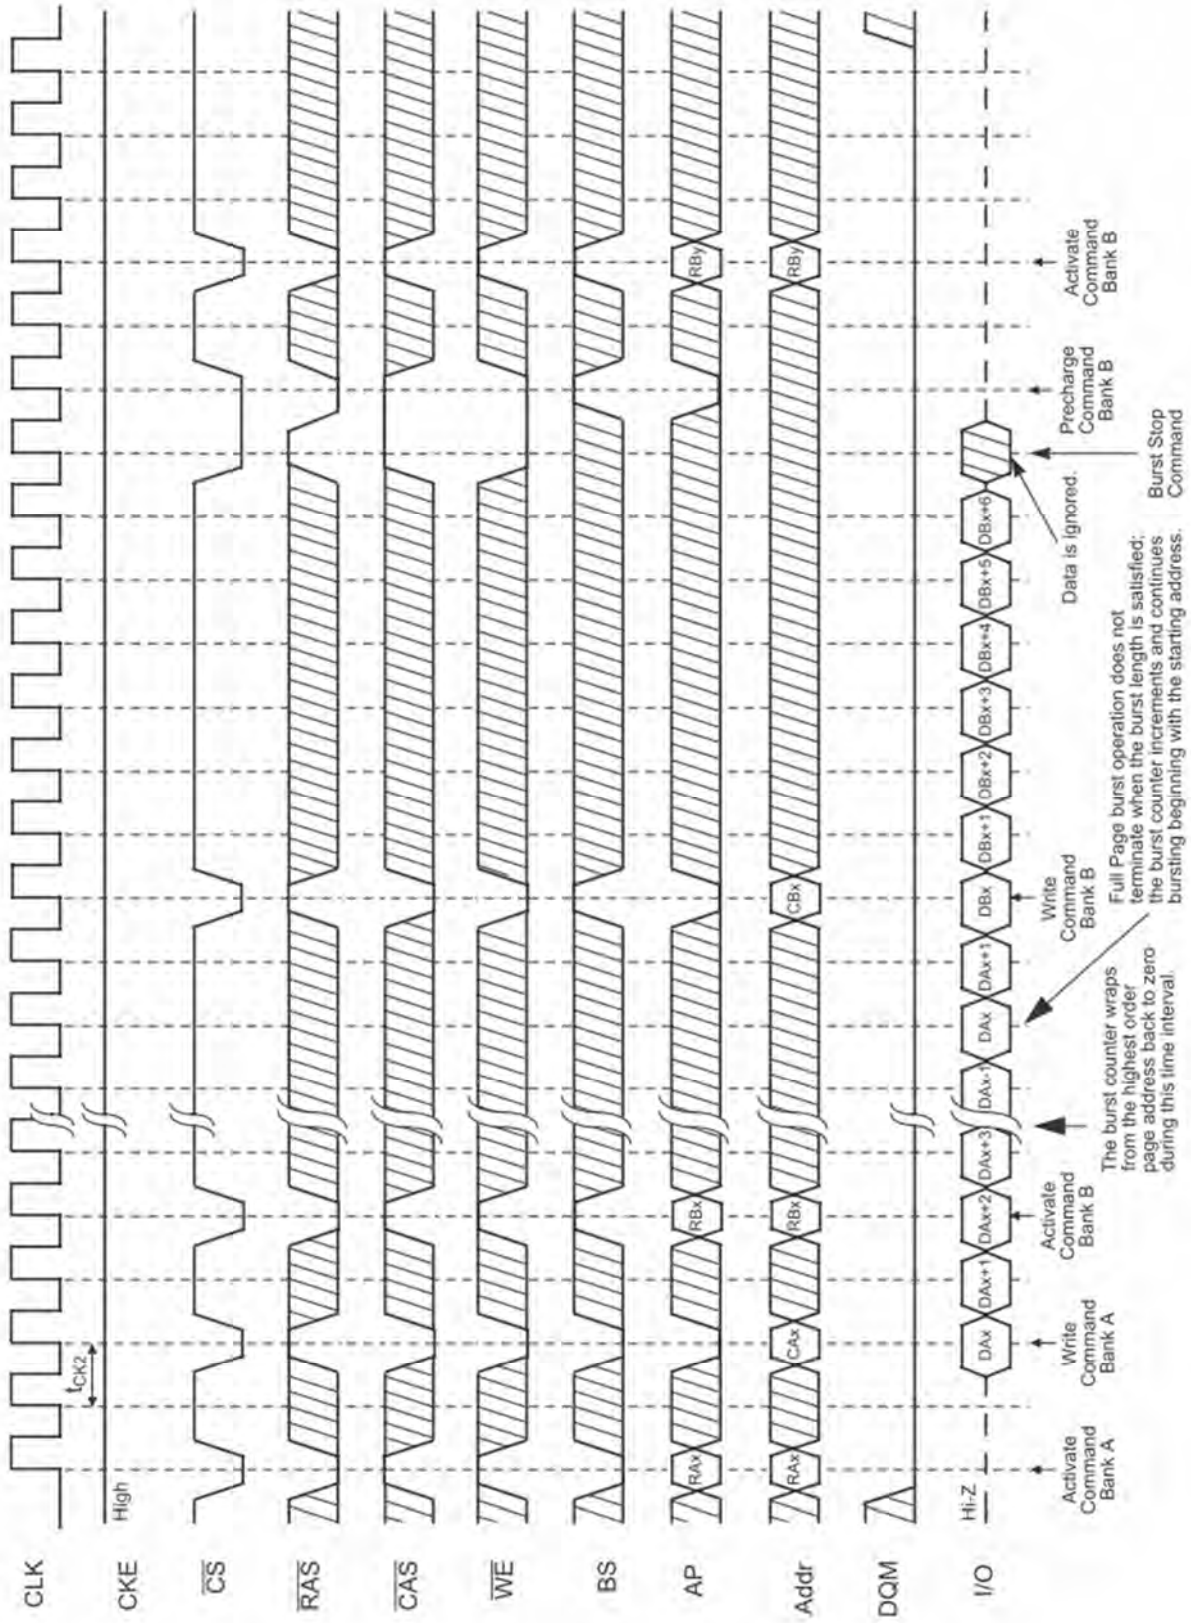 CLK
tCK2
CKE
High
CS
RAS
CAS
WE
BS
AP
RAx
RBx
RBy
Addr
RAx
CAx
RBx
CBx
RBy
DQM
I/O
Hi-Z
DAx
DAx+1
DAx+2
DAx+3
DAx-1
DAx
DAx+1
DBx
DBx+1
DBx+2
DBx+3
DBx+4
DBx+5
DBx+6
Activate
Command
Bank A
Write
Command
Bank A
Activate
Command
Bank B
Write
Command
Bank B
Data is ignored.
Precharge
Command
Bank B
Activate
Command
Bank B
The burst counter wraps
from the highest order
page address back to zero
during this time interval.
Full Page burst operation does not
terminate when the burst length is satisfied;
the burst counter increments and continues
bursting beginning with the starting address.
Burst Stop
Command